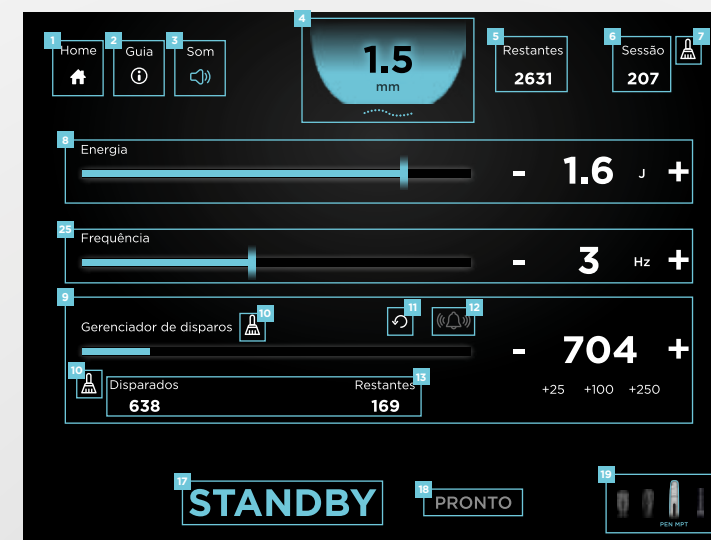 4
1
2
3
5
6
7
Home
Guia
Som
1.5
mm
Restantes
2631
Sessão
207
8
Energia
- 1.6 J +
25
Frequência
- 3 Hz +
9
Gerenciador de disparos
10
11
12
- 704 +
+25 +100 +250
10
13
Disparados
638
Restantes
169
17
STANDBY
18
PRONTO
19
PEN MPT